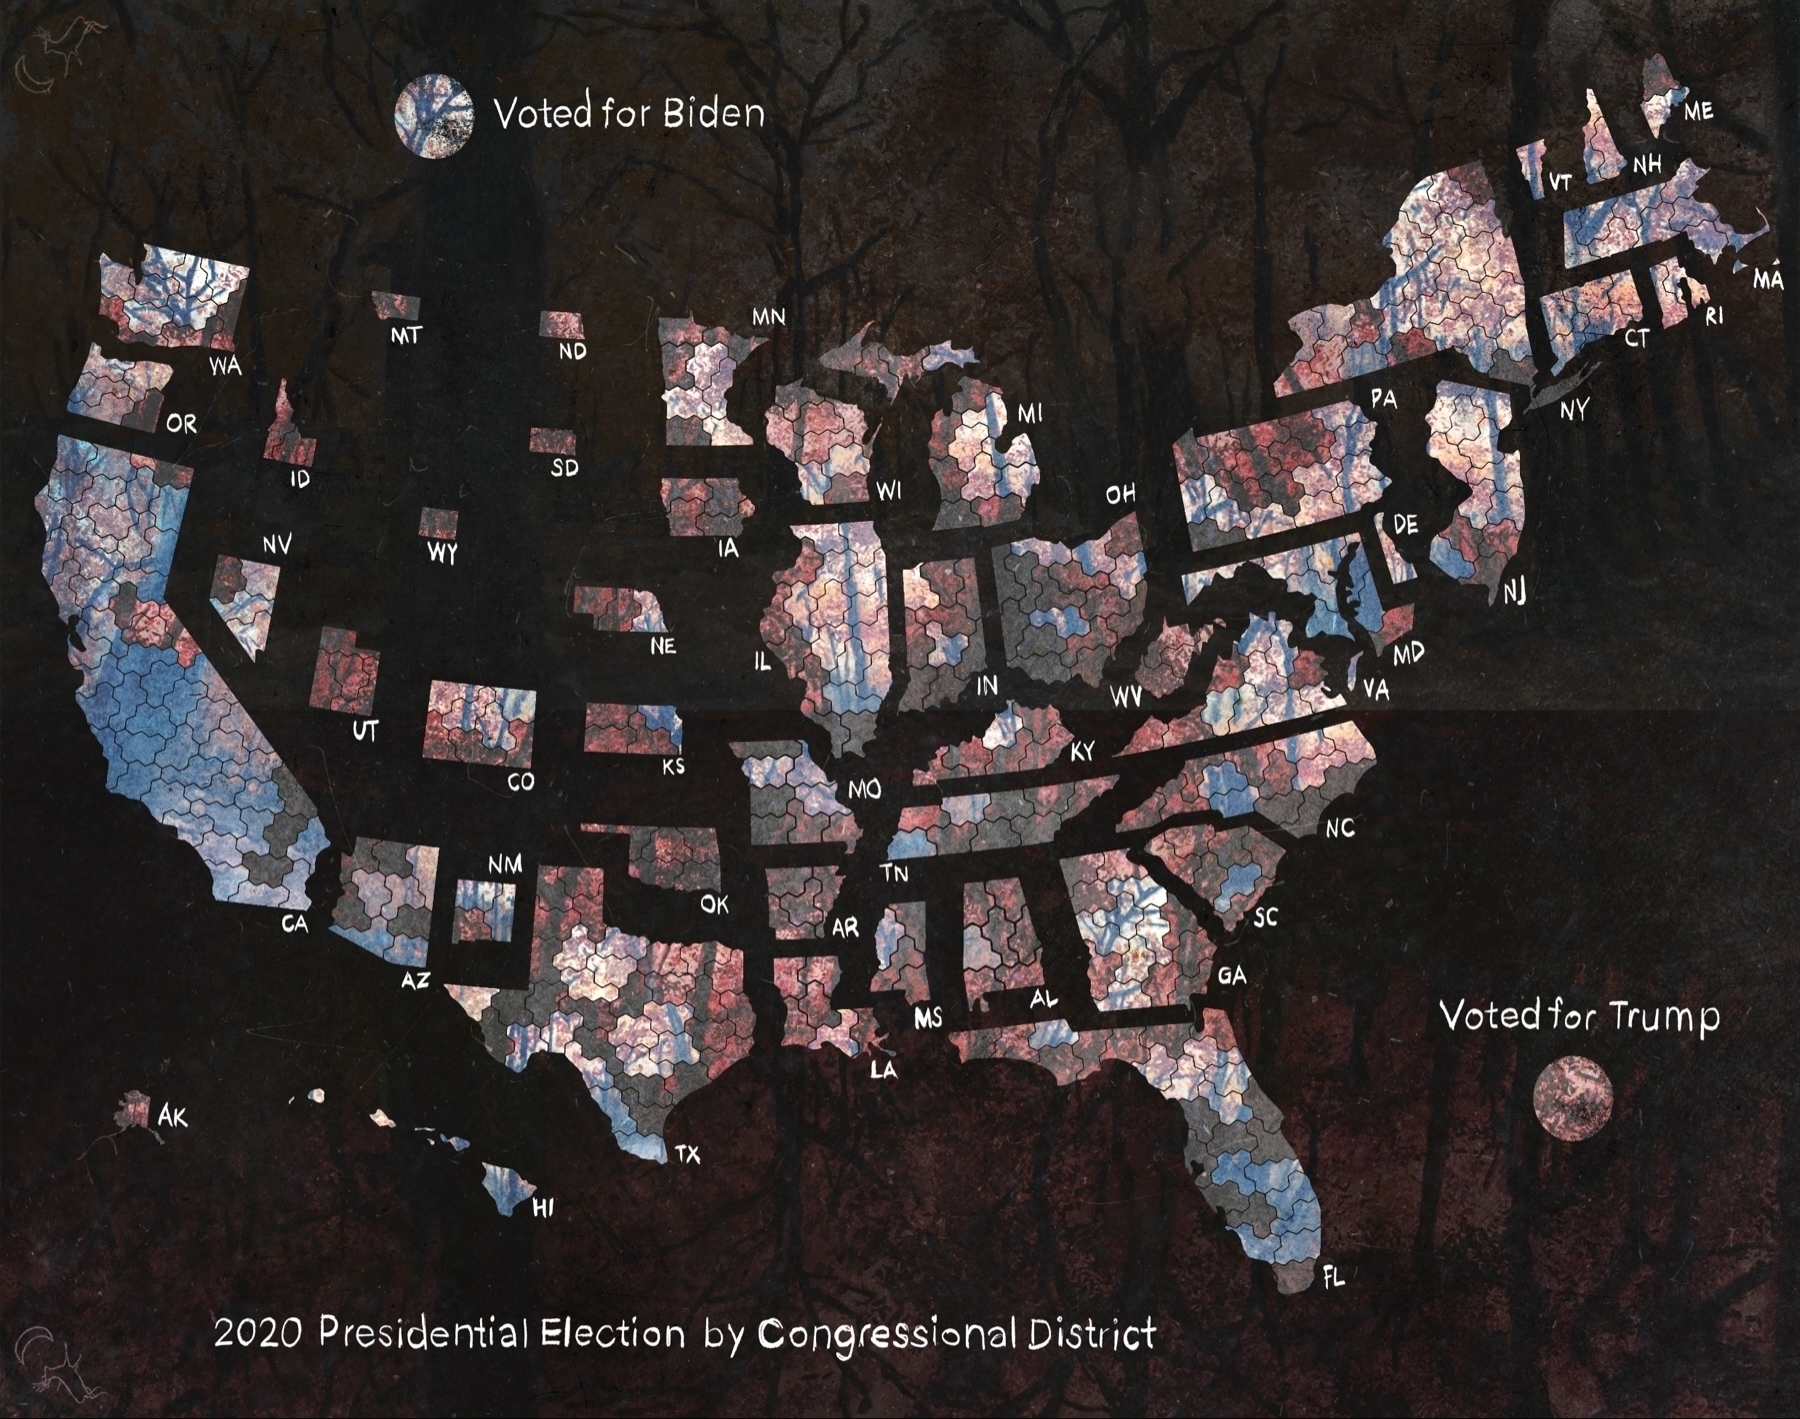 Voted for Biden
ME
NH
VT
MA
RI
CT
NY
PA
WA
MT
ND
MN
OR
ID
SD
WI
MI
OH
DE
NJ
NV
WY
IA
NE
IL
IN
WV
MD
VA
UT
CO
KS
KY
MO
NC
CA
AZ
NM
OK
AR
TN
SC
GA
MS
AL
LA
Voted for Trump
AK
HI
TX
FL
2020 Presidential Election by Congressional District